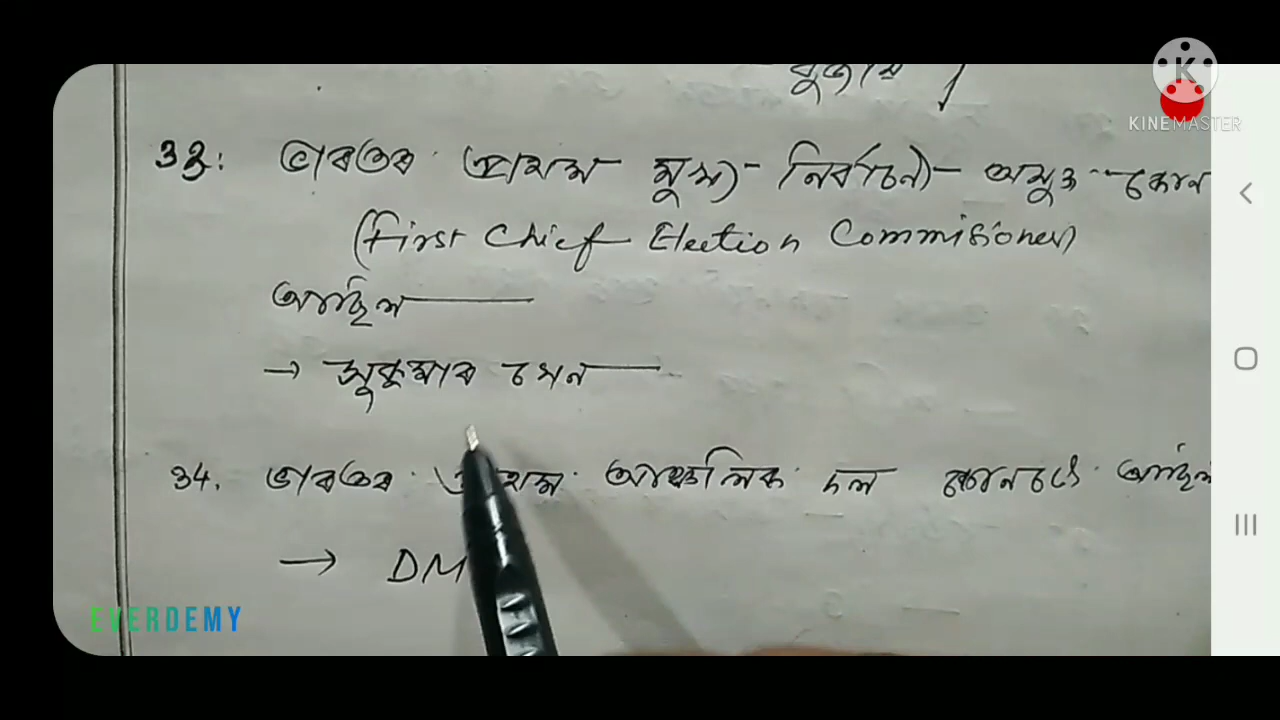 KINEMASTER
33: ভাৰতৰ প্ৰথম মুখ্য নিৰ্বাচনী আয়ুক্ত কোন
(First Chief Election Commisioner)
আছিল
→ সুকুমাৰ সেন
34. ভাৰতৰ আঞ্চলিক দল কোনটো আছিল
→ DM
EVERDEMY